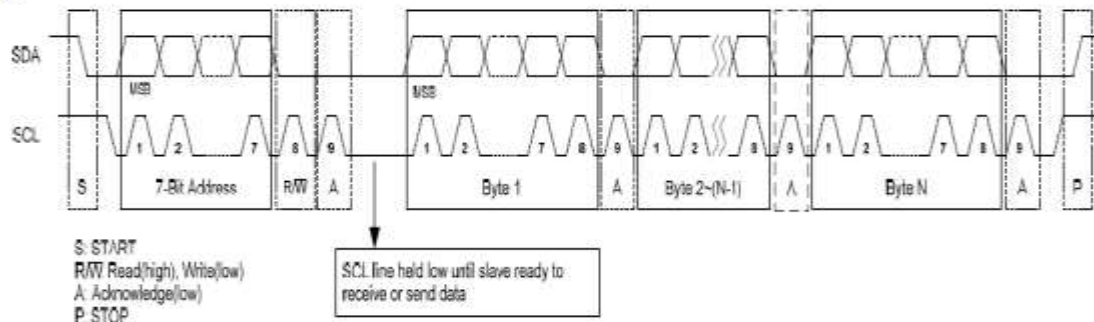 SDA
MSB
MSB
SCL
1 2 7 8 9 1 2 7 8 9 1 2 8 9 1 2 7 8 9
S 7-Bit Address R/W A Byte 1 A Byte 2~(N-1) A Byte N A P
S: START
R/W Read(high), Write(low)
A: Acknowledge(low)
P: STOP
SCL line held low until slave ready to
receive or send data